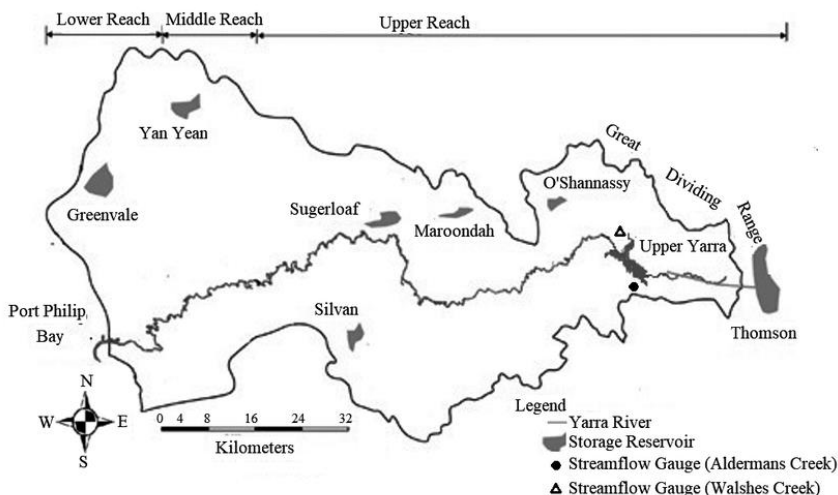 Lower Reach Middle Reach Upper Reach
Yan Yean
Great
Dividing
Range
O'Shannassy
Greenvale
Sugerloaf
Maroondah
Upper Yarra
Port Philip
Bay
Silvan
Thomson
N
W E
S
0 4 8 16 24 32
Kilometers
Legend
Yarra River
Storage Reservoir
Streamflow Gauge (Aldermans Creek)
Streamflow Gauge (Walshes Creek)